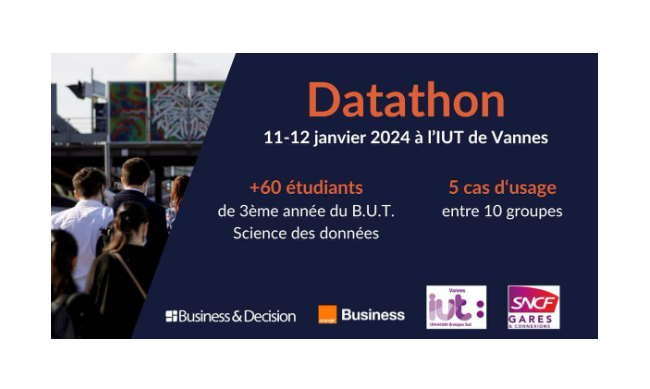 Datathon
11-12 janvier 2024 à l'IUT de Vannes
+60 étudiants
de 3ème année du B.U.T.
Science des données
5 cas d'usage
entre 10 groupes
Business & Decision
orange
Business
Vannes
iut:
Université Bretagne Sud
SNCF
GARES
& CONNEXIONS